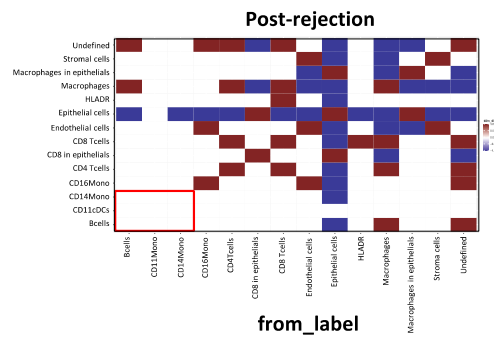 Post-rejection
Undefined
Stromal cells
Macrophages in epithelials
Macrophages
HLADR
Epithelial cells
Endothelial cells
CD8 Tcells
CD8 in epithelials
CD4 Tcells
CD16Mono
CD14Mono
CD11cDCs
Bcells
Bcells
CD11Mono
CD14Mono
CD16Mono
CD4Tcells
CD8 in epithelials
CD8 Tcells
Endothelial cells
Epithelial cells
HLADR
Macrophages
Macrophages in epithelials
Stroma cells
Undefined
from_label